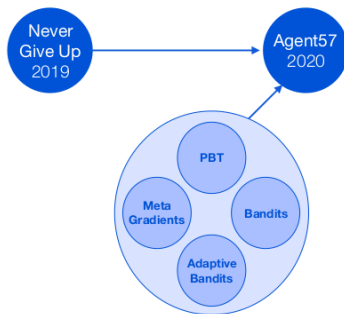 Never
Give Up
2019
Agent57
2020
PBT
Meta
Gradients
Bandits
Adaptive
Bandits